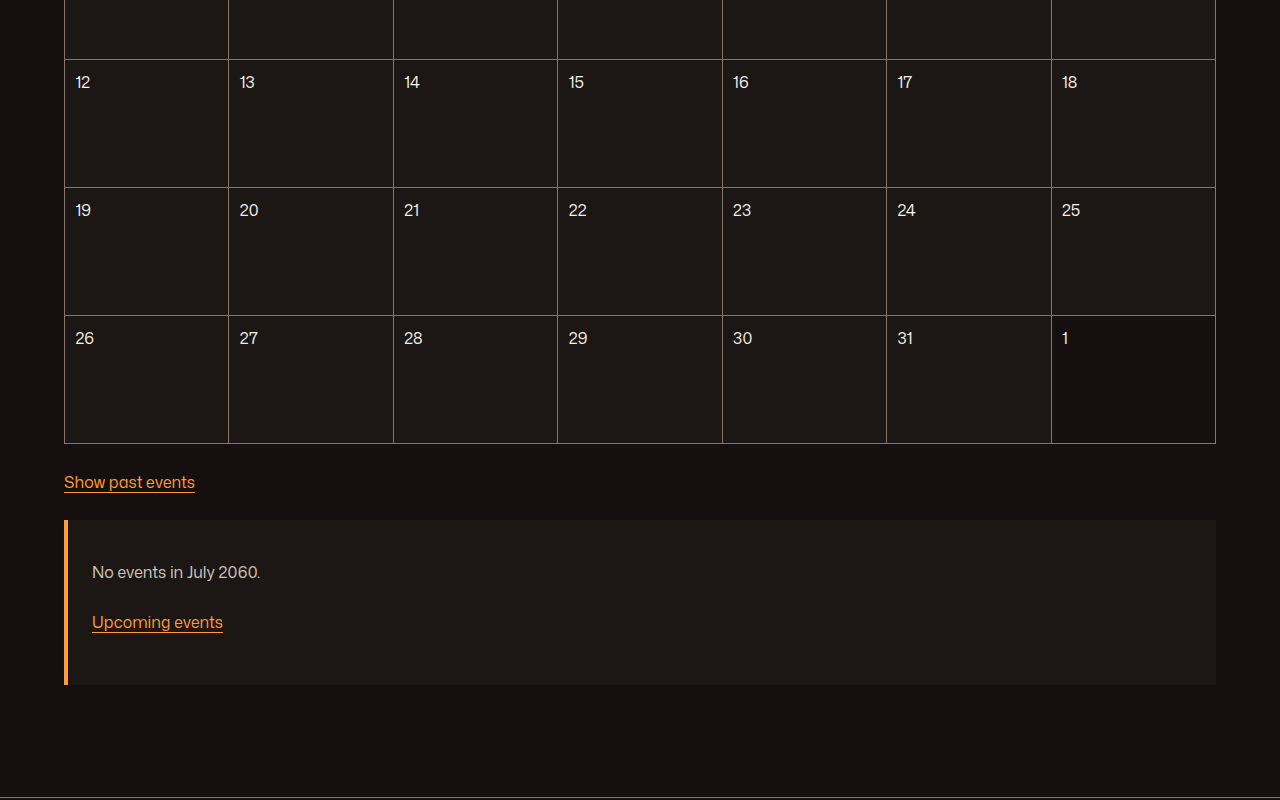 12 13 14 15 16 17 18
19 20 21 22 23 24 25
26 27 28 29 30 31 1
Show past events
No events in July 2060.
Upcoming events